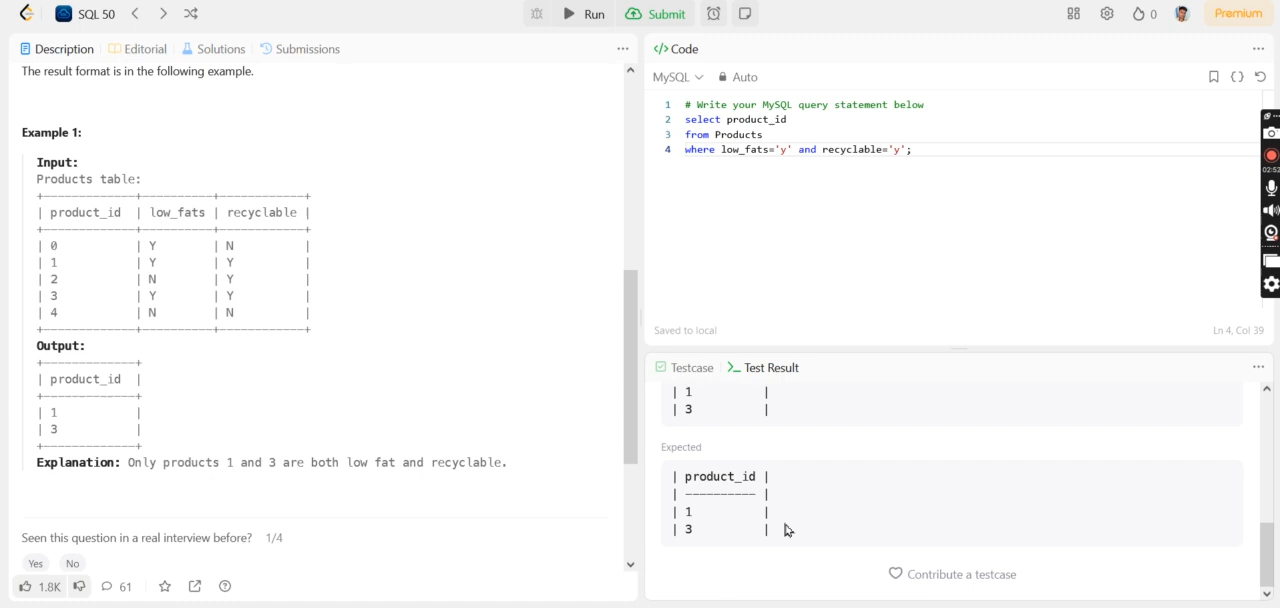 SQL 50
Run
Submit
0
Premium
Description
Editorial
Solutions
Submissions
The result format is in the following example.
Example 1:
Input:
Products table:
+-------------+----------+------------+
| product_id  | low_fats | recyclable |
+-------------+----------+------------+
| 0           | Y        | N          |
| 1           | Y        | Y          |
| 2           | N        | Y          |
| 3           | Y        | Y          |
| 4           | N        | N          |
+-------------+----------+------------+
Output:
+-------------+
| product_id  |
+-------------+
| 1           |
| 3           |
+-------------+
Explanation: Only products 1 and 3 are both low fat and recyclable.
Seen this question in a real interview before? 1/4
Yes
No
1.8K
61
</> Code
MySQL
Auto
1 # Write your MySQL query statement below
2 select product_id
3 from Products
4 where low_fats='y' and recyclable='y';
Saved to local
Ln 4, Col 39
Testcase
Test Result
| 1          |
| 3          |
Expected
| product_id |
| ---------- |
| 1          |
| 3          |
Contribute a testcase